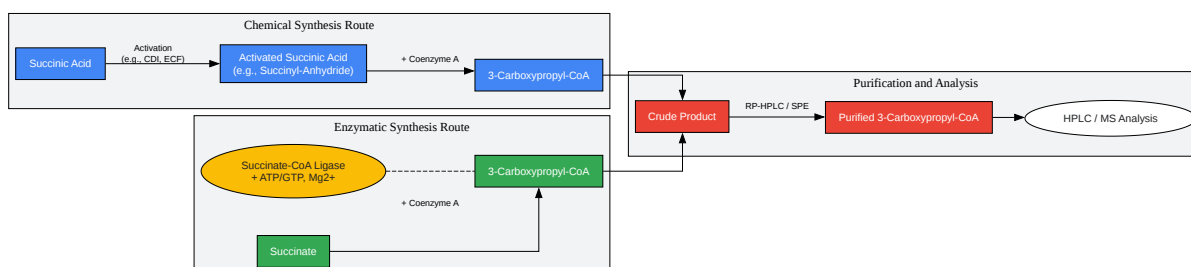 Chemical Synthesis Route
Succinic Acid
Activation
(e.g., CDI, ECF)
Activated Succinic Acid
(e.g., Succinyl-Anhydride)
+ Coenzyme A
3-Carboxypropyl-CoA
Enzymatic Synthesis Route
Succinate-CoA Ligase
+ ATP/GTP, Mg2+
+ Coenzyme A
3-Carboxypropyl-CoA
Succinate
Purification and Analysis
Crude Product
RP-HPLC / SPE
Purified 3-Carboxypropyl-CoA
HPLC / MS Analysis